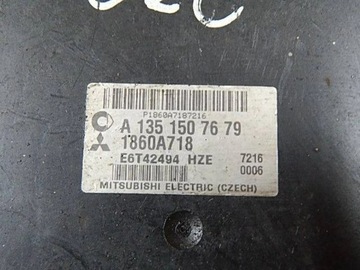 P1860A7187216
A 135 150 76 79
1860A718
E6T42494 HZE 7216
0006
MITSUBISHI ELECTRIC (CZECH)